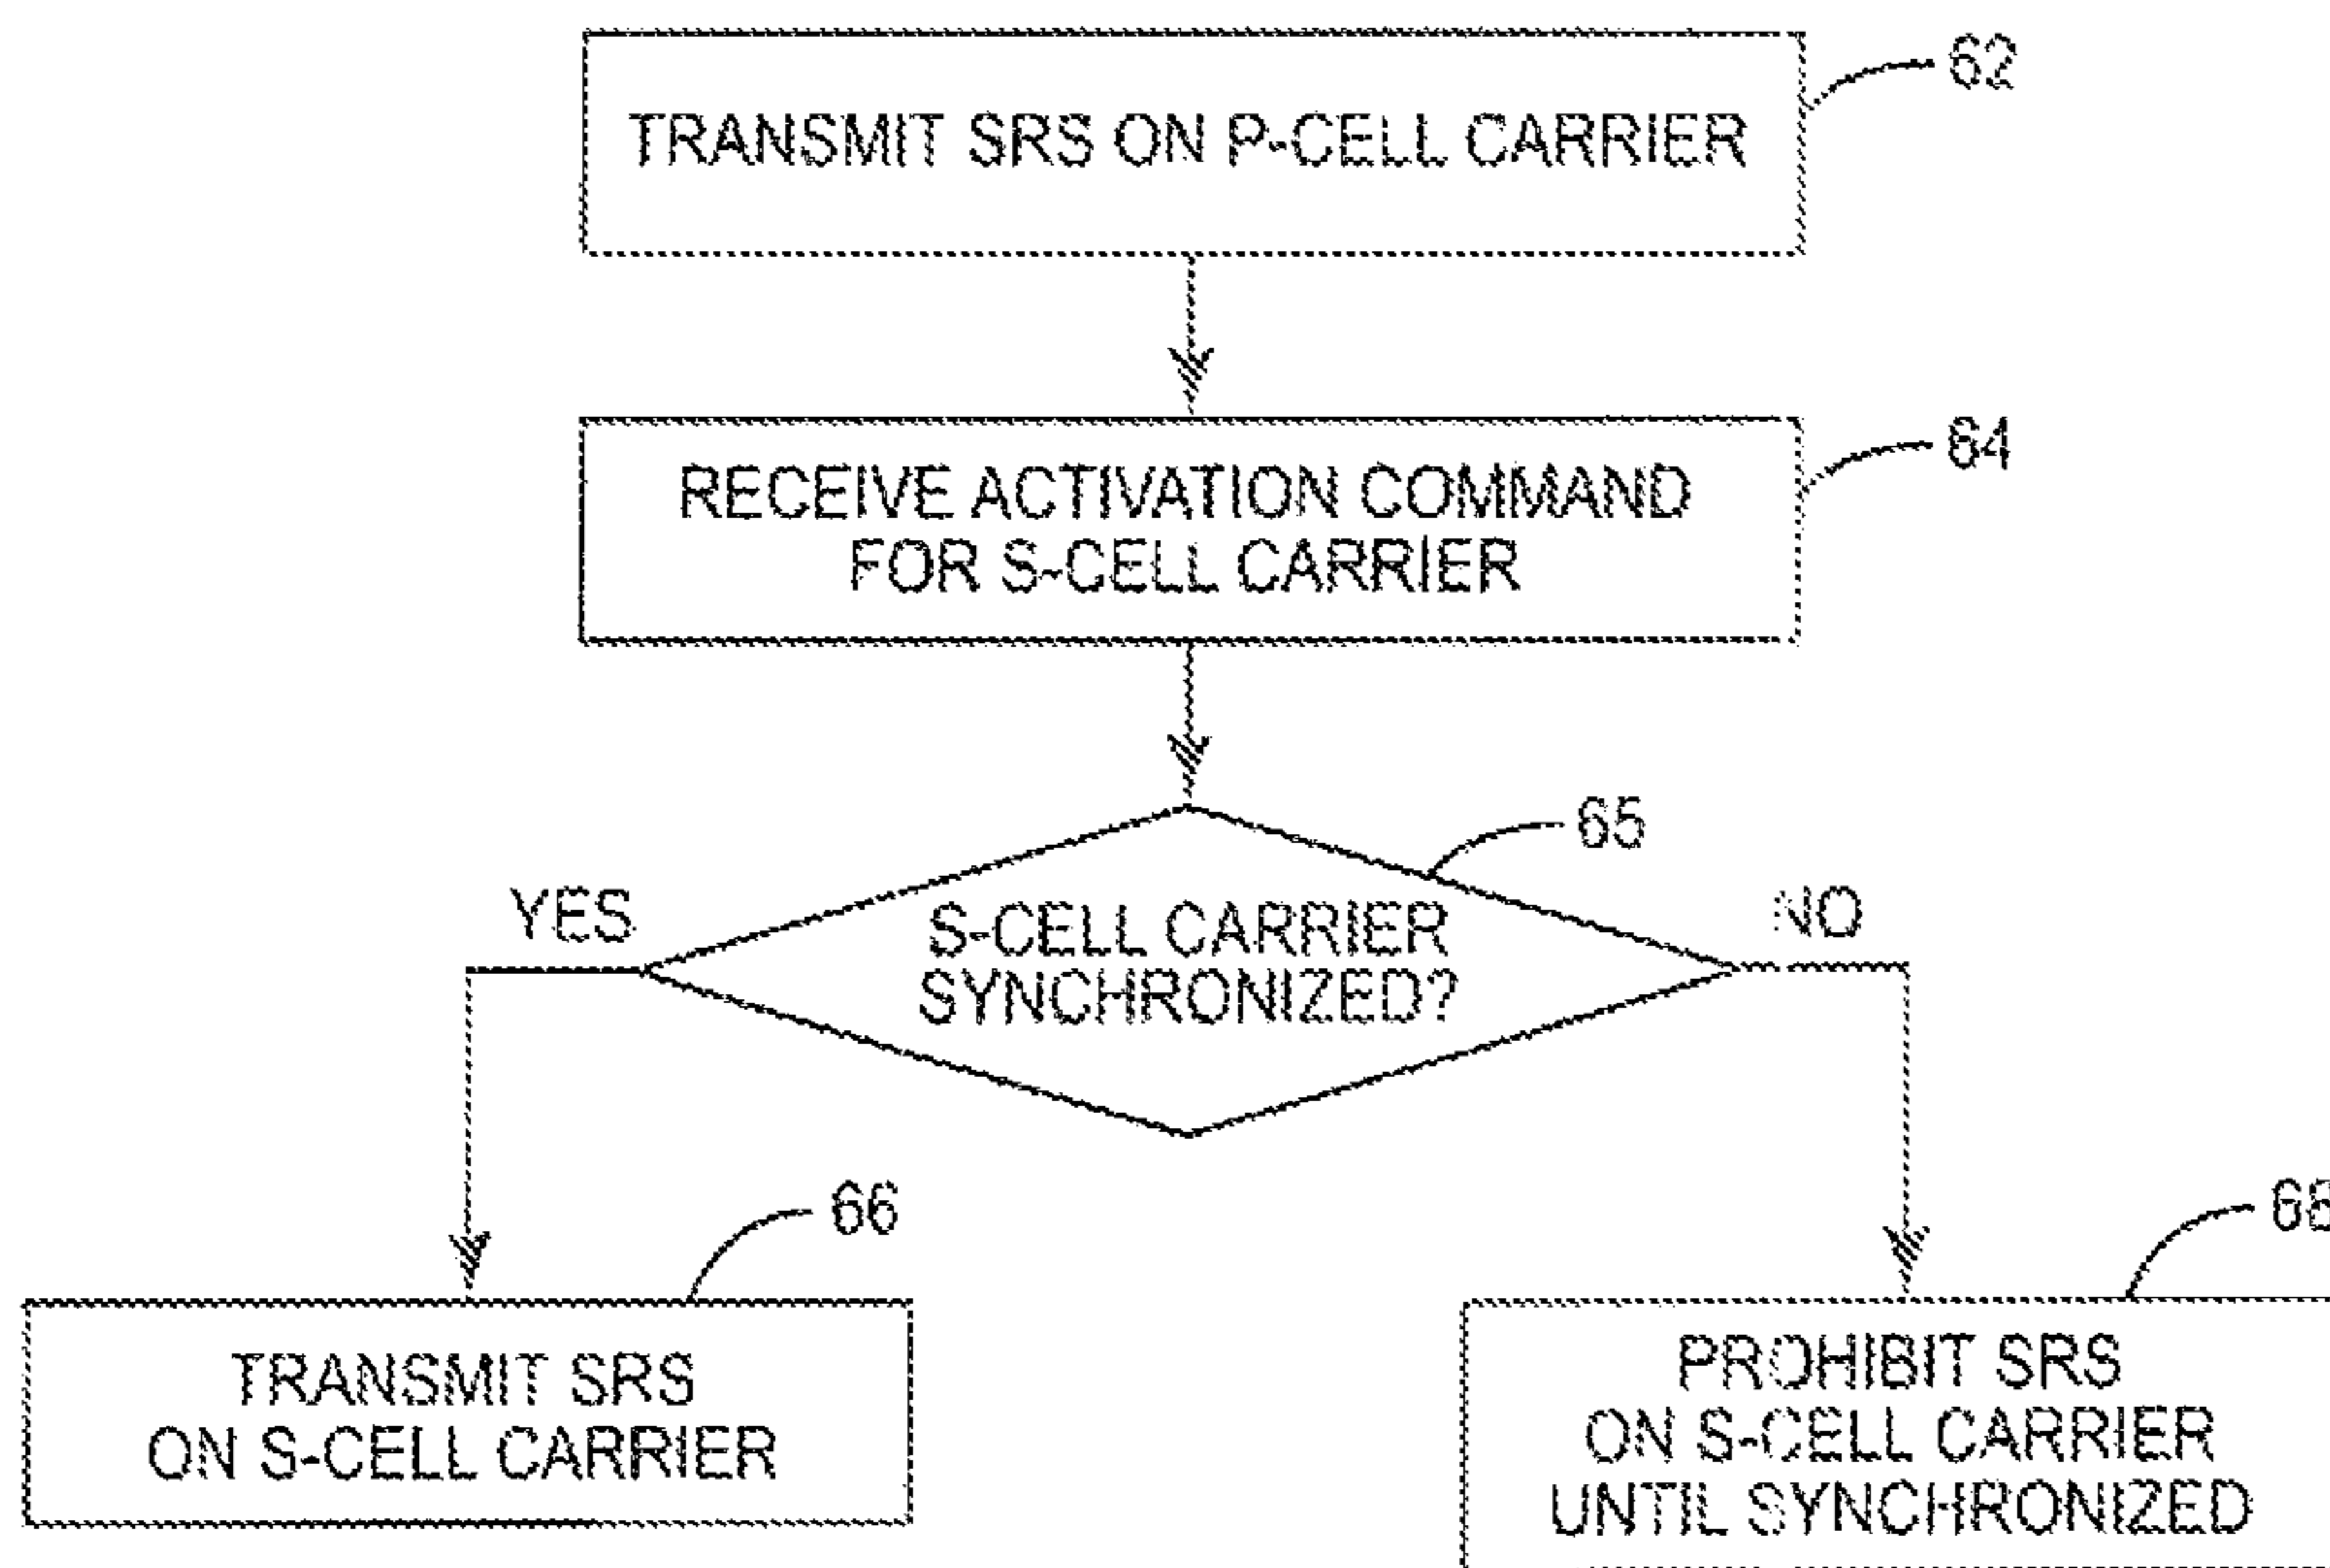 62
TRANSMIT SRS ON P-CELL CARRIER
64
RECEIVE ACTIVATION COMMAND
FOR S-CELL CARRIER
65
YES
NO
S-CELL CARRIER
SYNCHRONIZED?
66
68
TRANSMIT SRS
ON S-CELL CARRIER
PROHIBIT SRS
ON S-CELL CARRIER
UNTIL SYNCHRONIZED